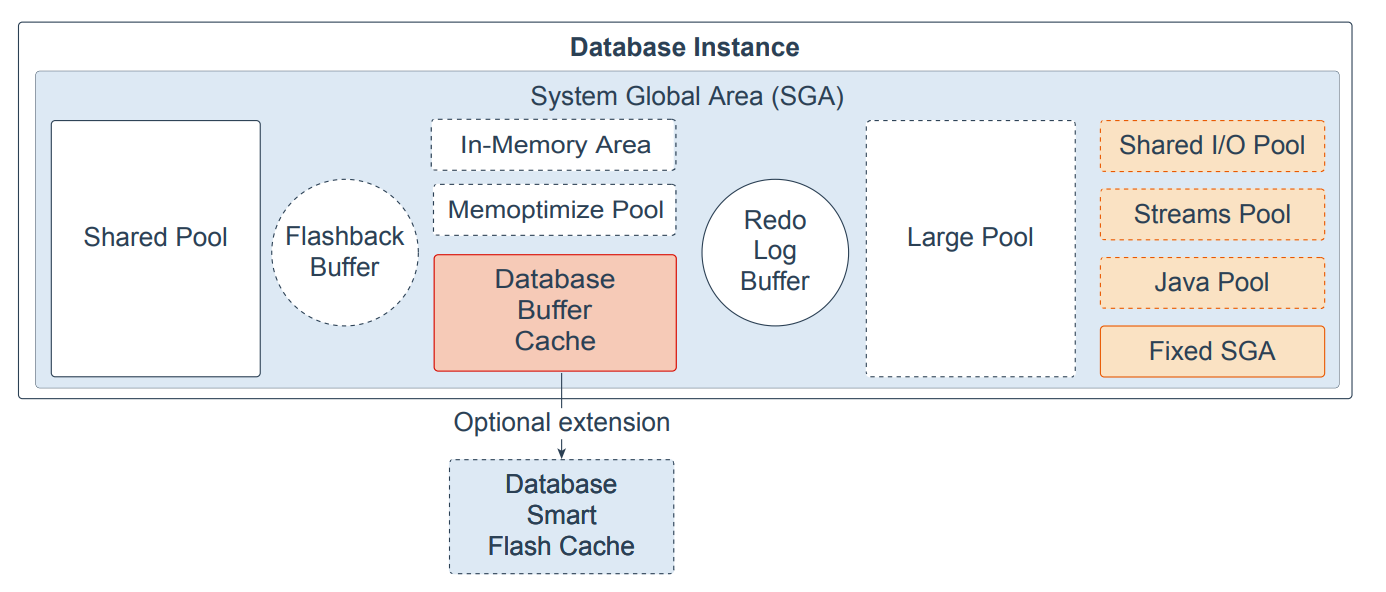 Database Instance
System Global Area (SGA)
Shared Pool
Flashback
Buffer
In-Memory Area
Memoptimize Pool
Database
Buffer
Cache
Redo
Log
Buffer
Large Pool
Shared I/O Pool
Streams Pool
Java Pool
Fixed SGA
Optional extension
Database
Smart
Flash Cache